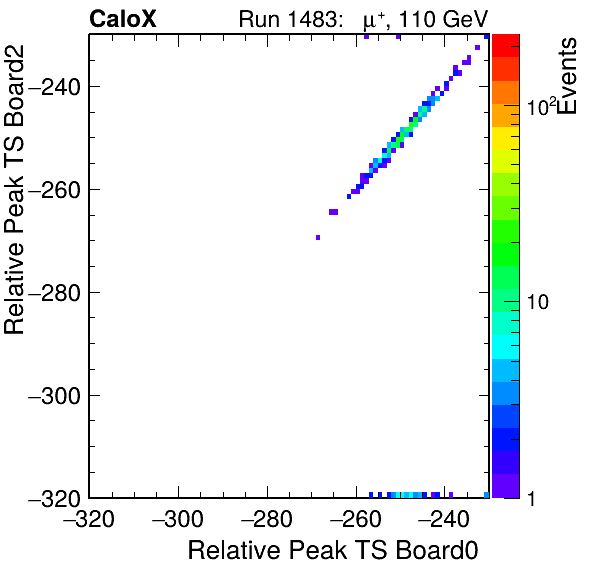 CaloX Run 1483: μ⁺, 110 GeV
Relative Peak TS Board2
−240
−260
−280
−300
−320
−320 −300 −280 −260 −240
Relative Peak TS Board0
Events
10²
10
1